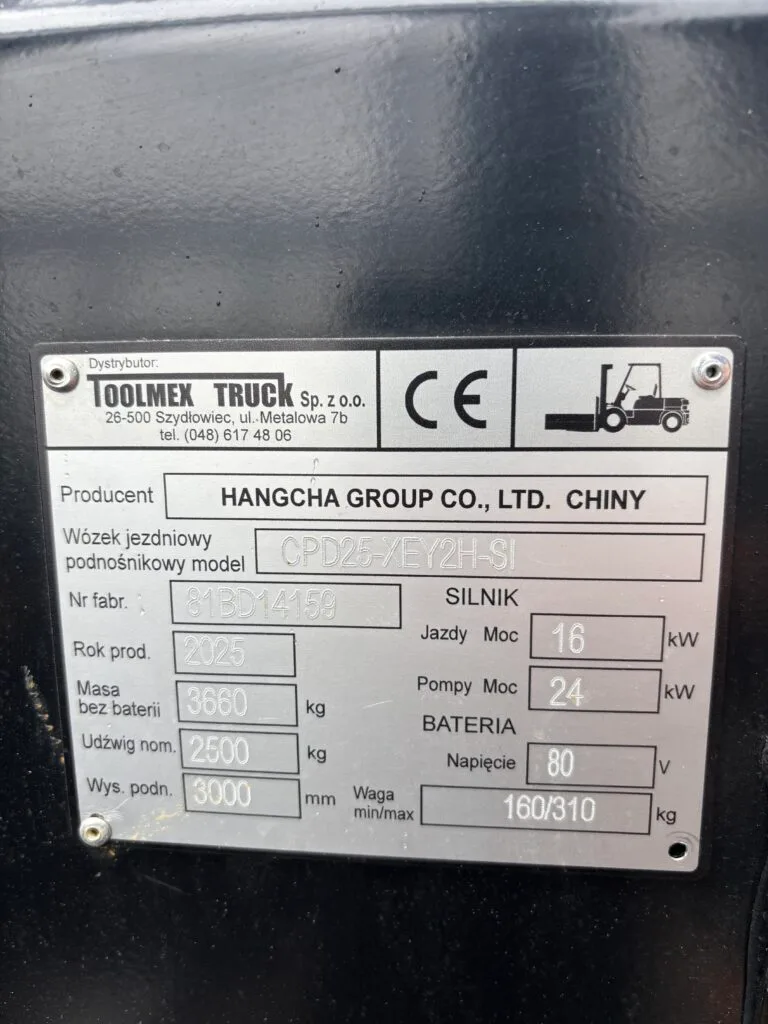 Dystrybutor:
TOOLMEX TRUCK Sp. z o.o.
26-500 Szydłowiec, ul. Metalowa 7b
tel. (048) 617 48 06
CE
Producent HANGCHA GROUP CO., LTD. CHINY
Wózek jezdniowy
podnośnikowy model CPD25-XEY2H-SI
Nr fabr. 81BD14159
Rok prod. 2025
Masa
bez baterii 3660 kg
Udźwig nom. 2500 kg
Wys. podn. 3000 mm
SILNIK
Jazdy Moc 16 kW
Pompy Moc 24 kW
BATERIA
Napięcie 80 V
Waga
min/max 160/310 kg